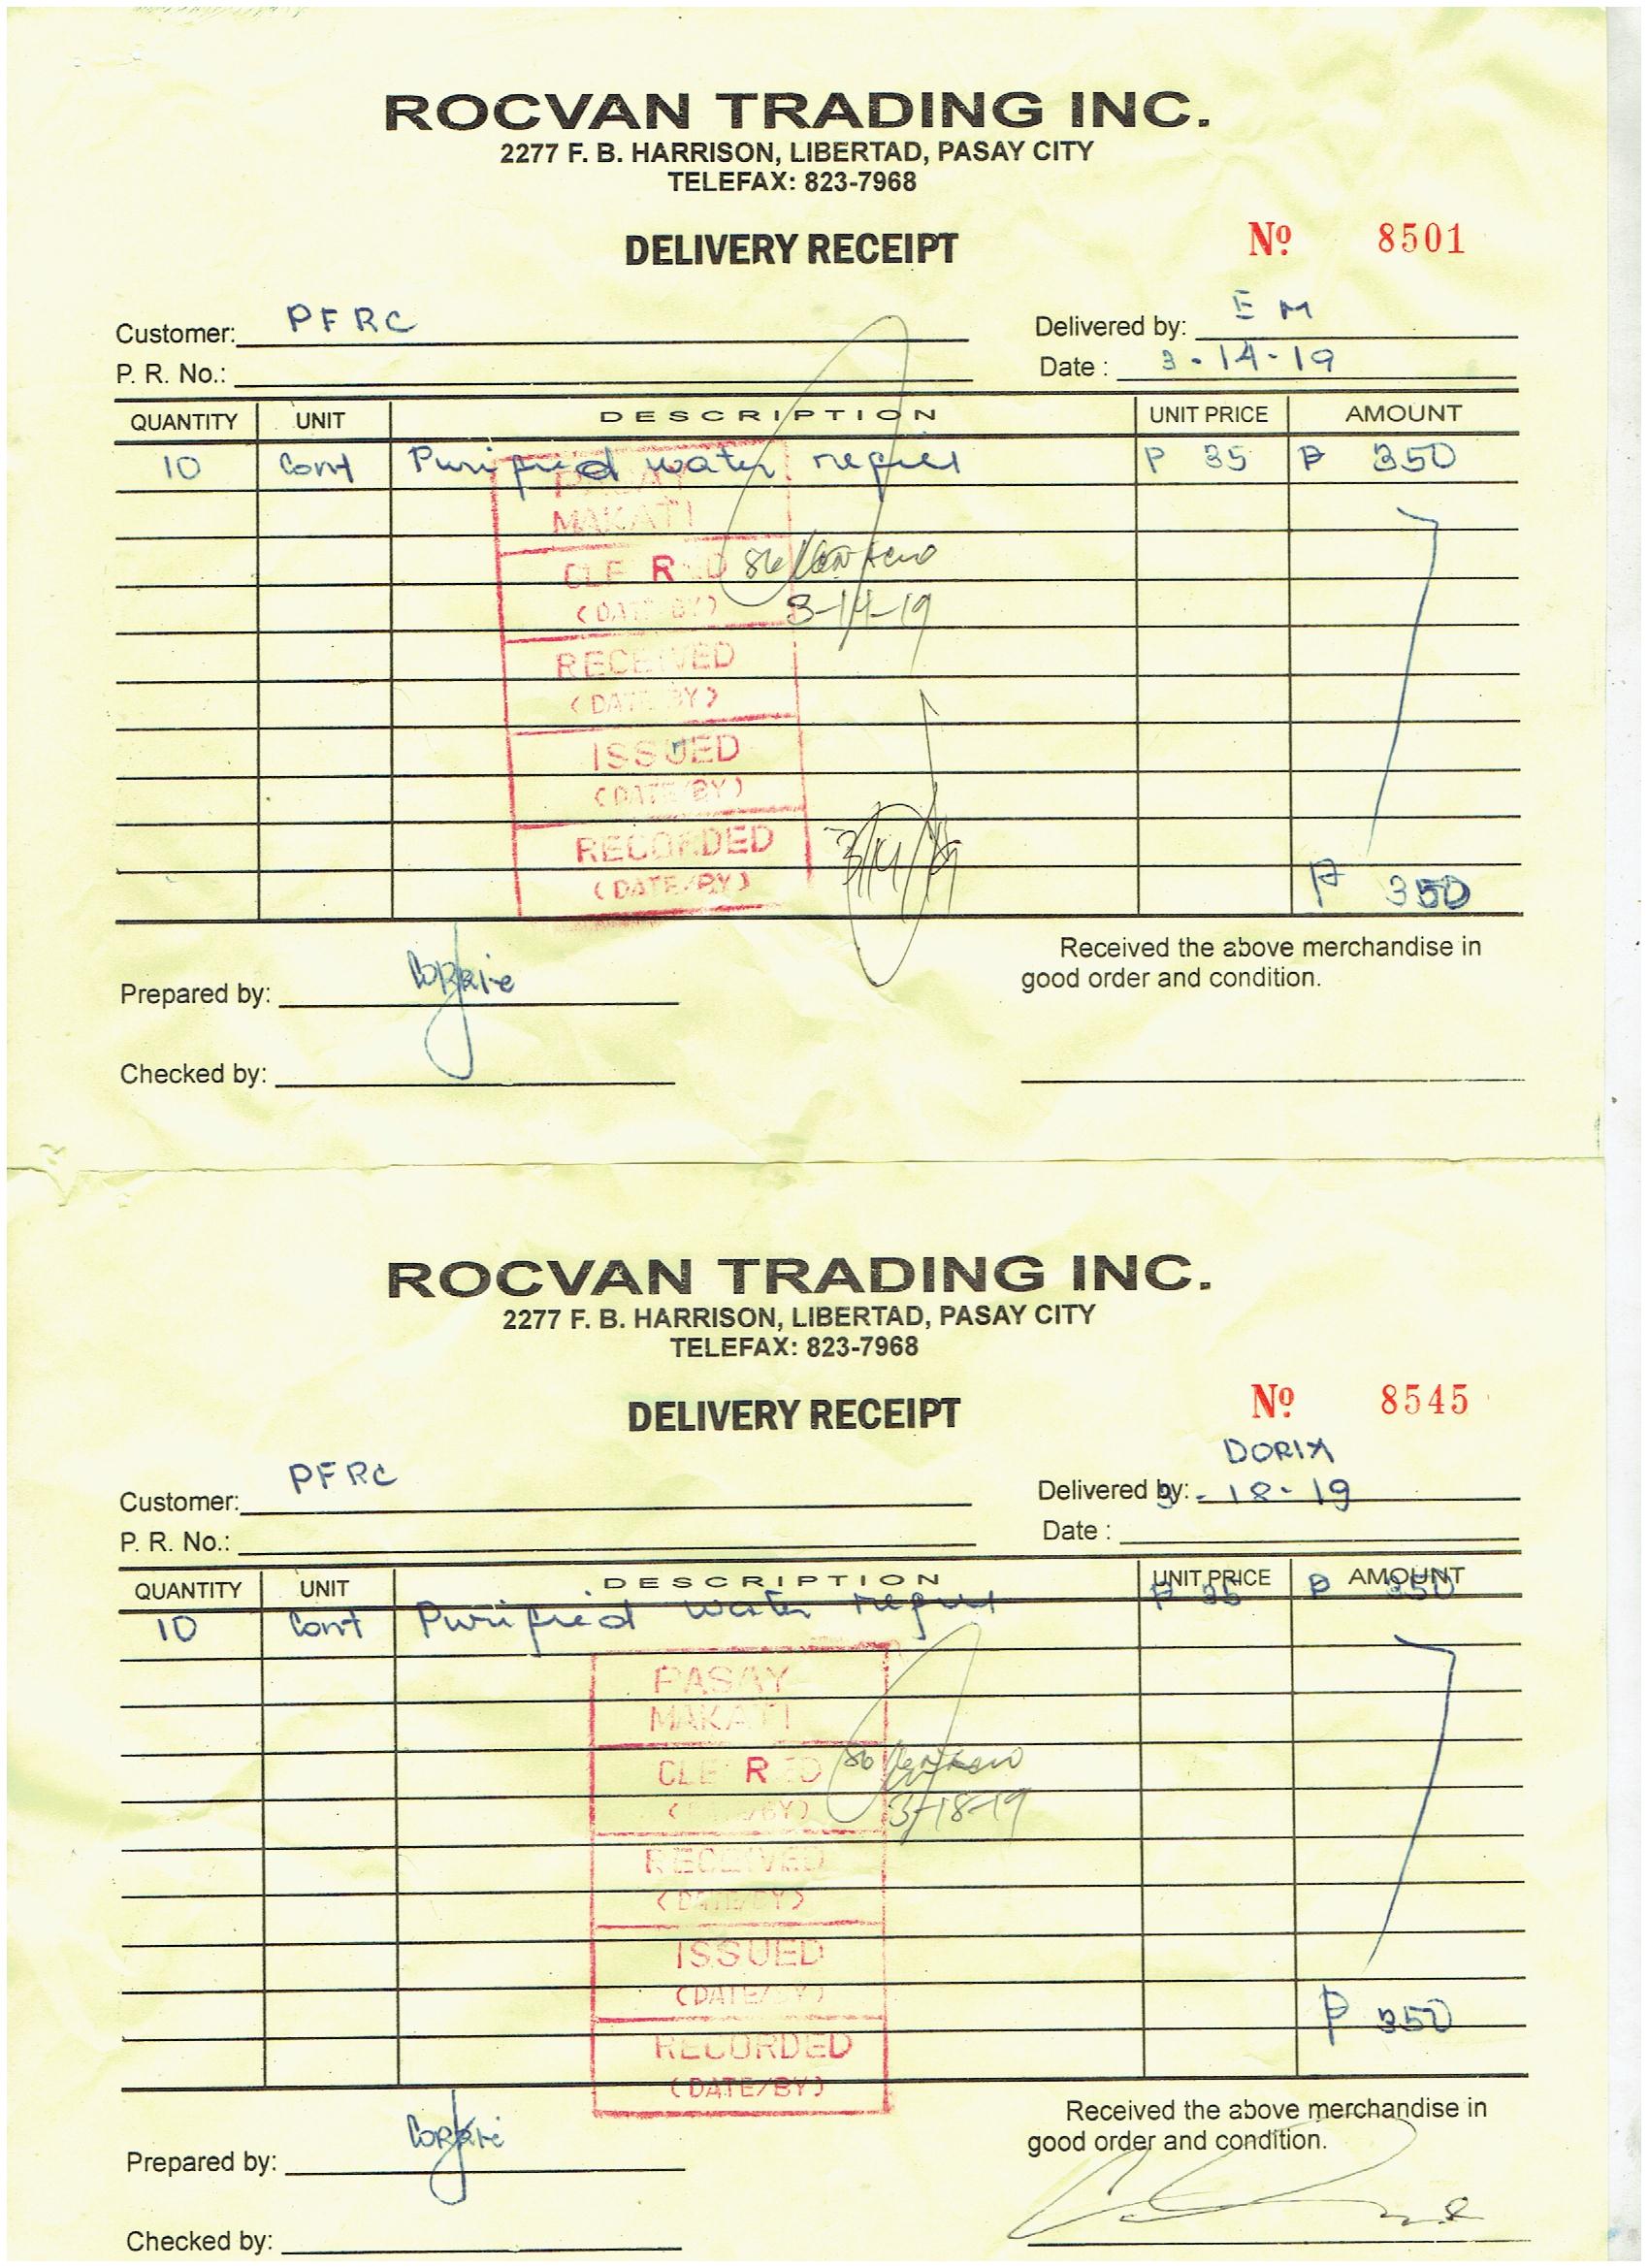 ROCVAN TRADING INC.
2277 F. B. HARRISON, LIBERTAD, PASAY CITY
TELEFAX: 823-7968
DELIVERY RECEIPT Nº 8501
Customer: PFRC Delivered by: EM
P. R. No.: Date : 3-14-19
QUANTITY UNIT DESCRIPTION UNIT PRICE AMOUNT
10 Cont Purified water refill P 35 P 350
PASAY
MAKATI
CLEARED
(DATE/BY) 3-14-19
RECEIVED
(DATE/BY)
ISSUED
(DATE/BY)
RECORDED 3/14/19
(DATE/BY) P 350
Received the above merchandise in
good order and condition.
Prepared by:
Checked by:
ROCVAN TRADING INC.
2277 F. B. HARRISON, LIBERTAD, PASAY CITY
TELEFAX: 823-7968
DELIVERY RECEIPT Nº 8545
Customer: PFRC Delivered by:
P. R. No.: Date : 3-18-19
QUANTITY UNIT DESCRIPTION UNIT PRICE AMOUNT
10 Cont Purified water refill P 35 P 350
PASAY
MAKATI
CLEARED
(DATE/BY) 3-18-19
RECEIVED
(DATE/BY)
ISSUED
(DATE/BY) P 350
RECORDED
(DATE/BY)
Received the above merchandise in
good order and condition.
Prepared by:
Checked by: